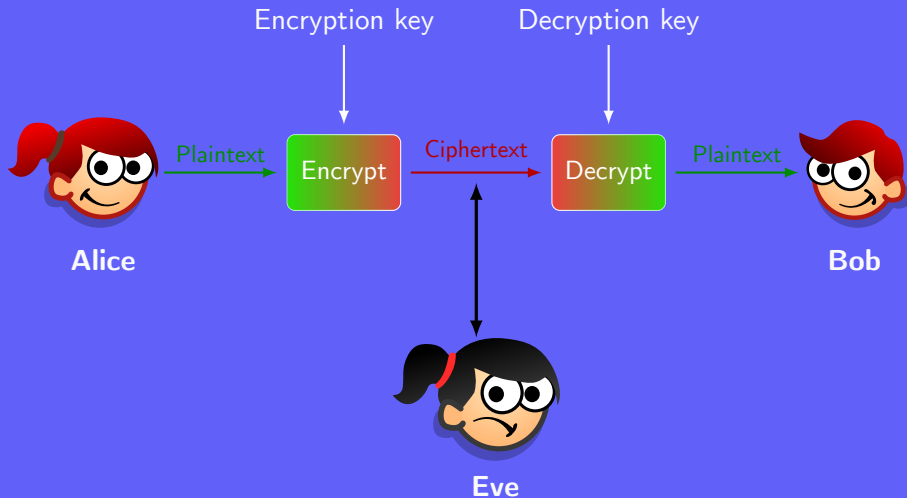 Encryption key
Decryption key
Plaintext
Encrypt
Ciphertext
Decrypt
Plaintext
Alice
Bob
Eve